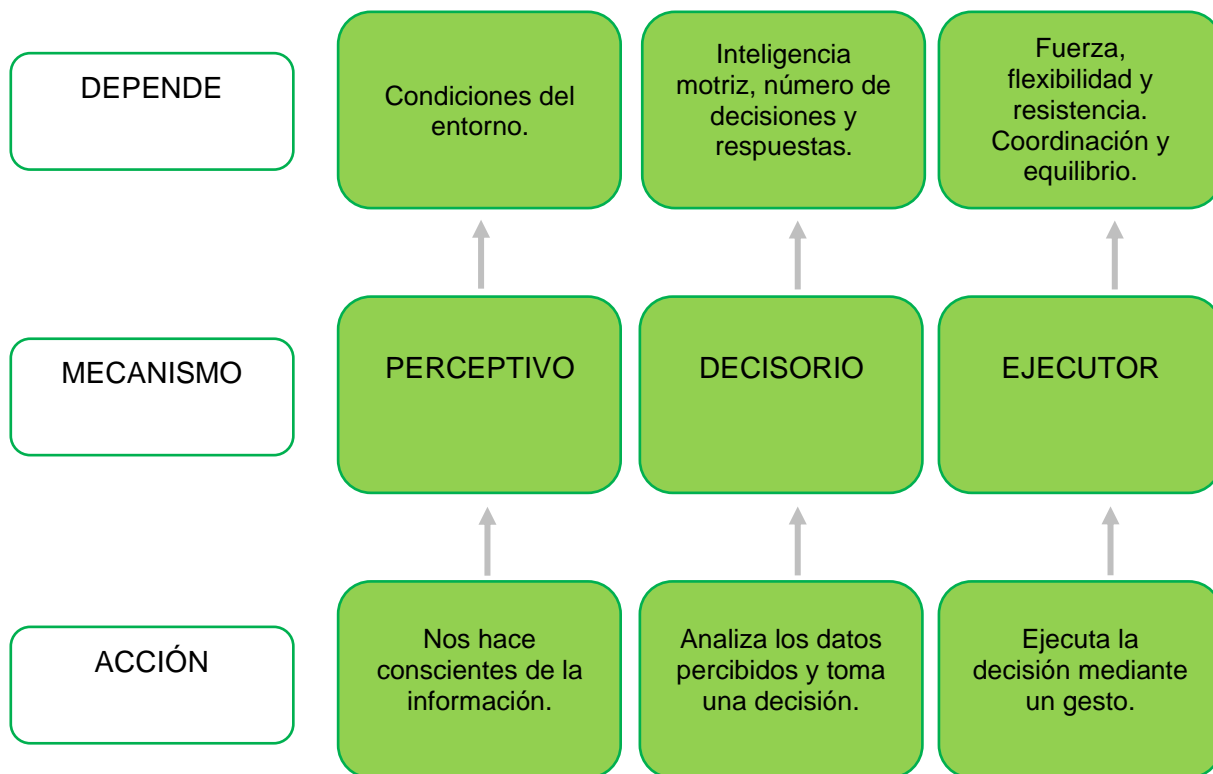 DEPENDE
Condiciones del
entorno.
Inteligencia
motriz, número de
decisiones y
respuestas.
Fuerza,
flexibilidad y
resistencia.
Coordinación y
equilibrio.
MECANISMO
PERCEPTIVO
DECISORIO
EJECUTOR
ACCIÓN
Nos hace
conscientes de la
información.
Analiza los datos
percibidos y toma
una decisión.
Ejecuta la
decisión mediante
un gesto.